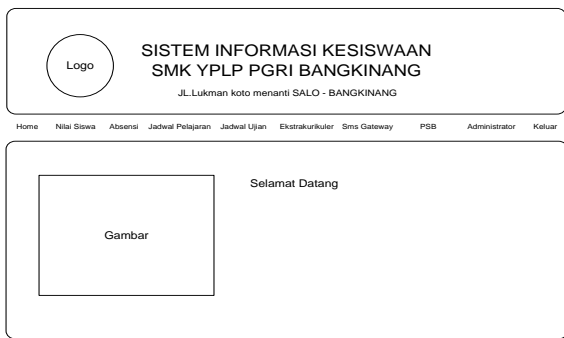 Logo
SISTEM INFORMASI KESISWAAN
SMK YPLP PGRI BANGKINANG
JL.Lukman koto menanti SALO - BANGKINANG
Home Nilai Siswa Absensi Jadwal Pelajaran Jadwal Ujian Ekstrakurikuler Sms Gateway PSB Administrator Keluar
Selamat Datang
Gambar